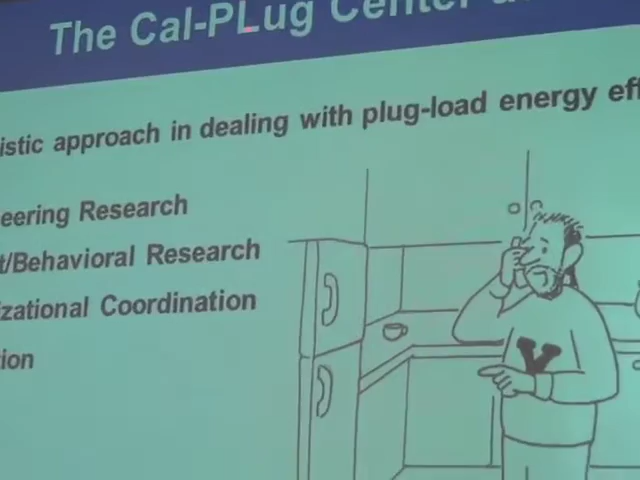 The Cal-PLug Center
istic approach in dealing with plug-load energy eff
eering Research
t/Behavioral Research
zational Coordination
ion
Y